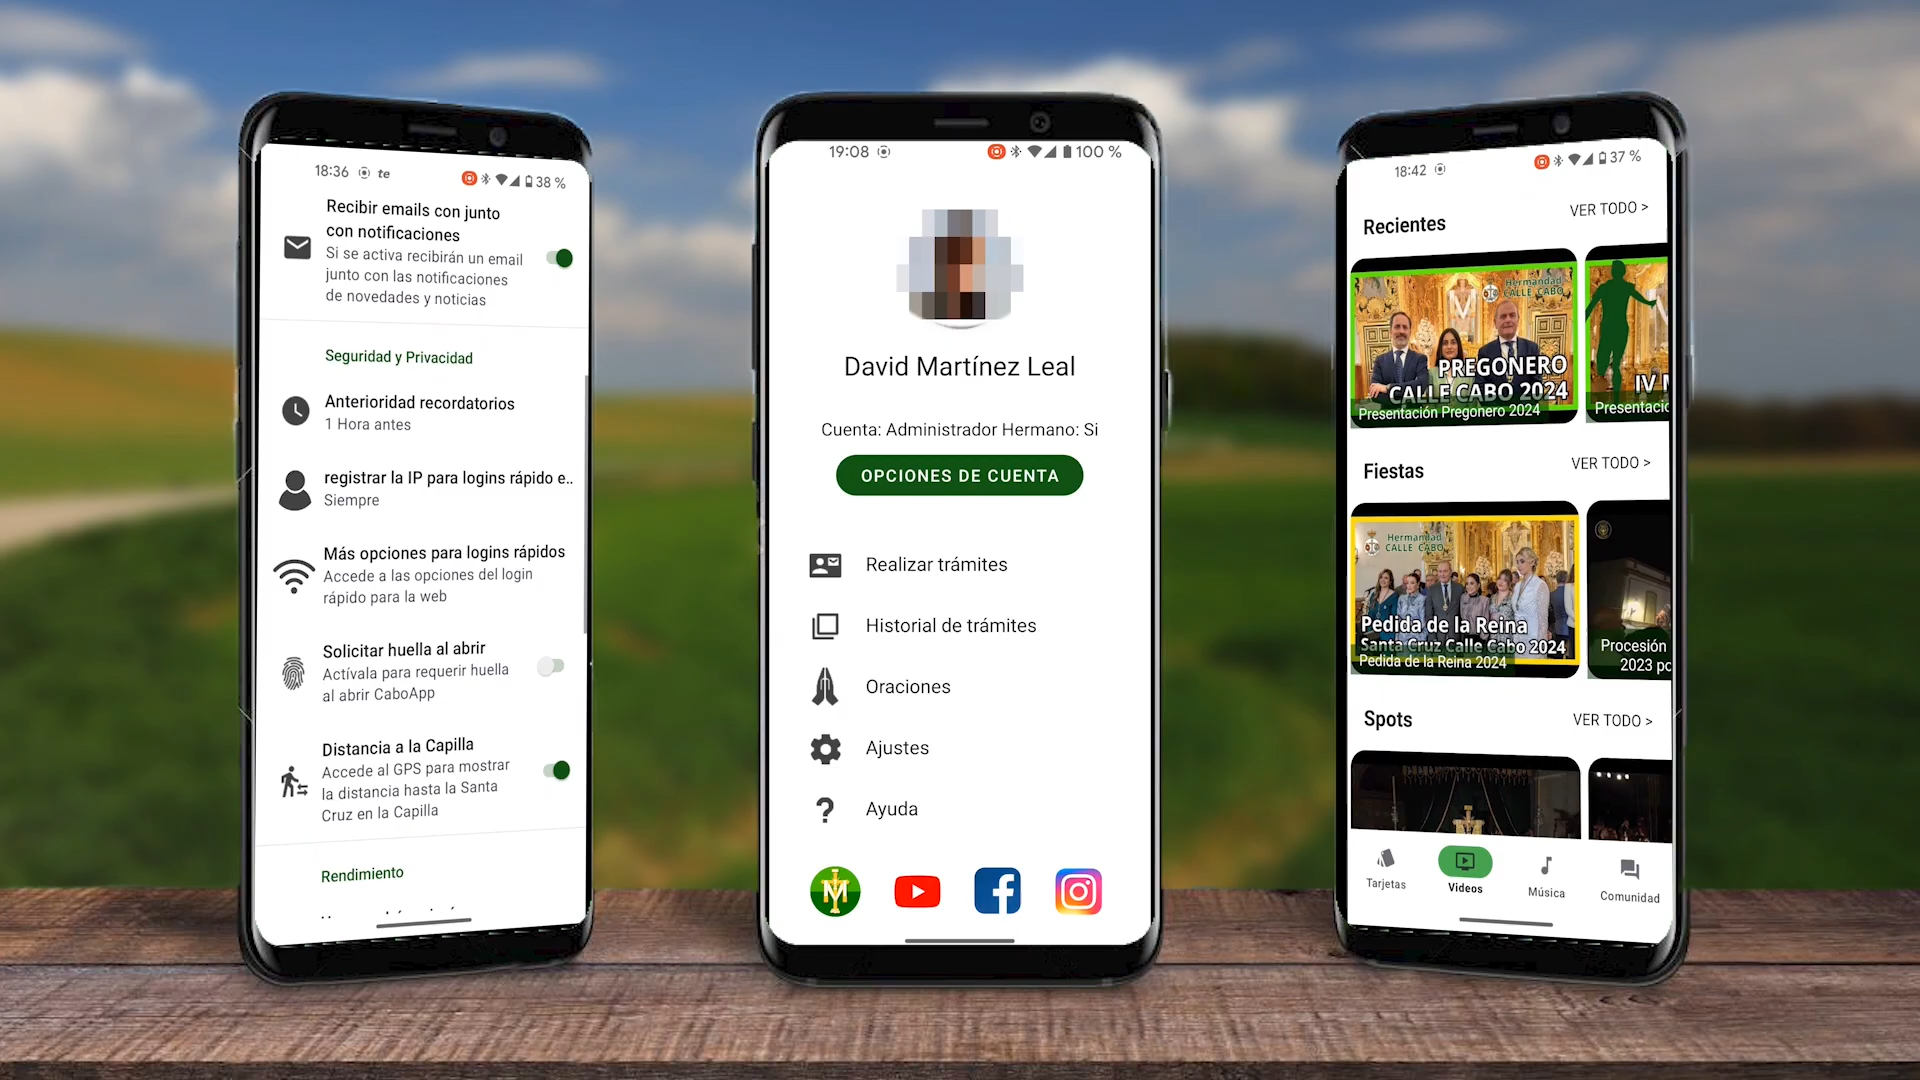 18:36 te 38 %
Recibir emails con junto
con notificaciones
Si se activa recibirán un email
junto con las notificaciones
de novedades y noticias
Seguridad y Privacidad
Anterioridad recordatorios
1 Hora antes
registrar la IP para logins rápido e..
Siempre
Más opciones para logins rápidos
Accede a las opciones del login
rápido para la web
Solicitar huella al abrir
Actívala para requerir huella
al abrir CaboApp
Distancia a la Capilla
Accede al GPS para mostrar
la distancia hasta la Santa
Cruz en la Capilla
Rendimiento
19:08 100 %
David Martínez Leal
Cuenta: Administrador Hermano: Si
OPCIONES DE CUENTA
Realizar trámites
Historial de trámites
Oraciones
Ajustes
Ayuda
18:42 37 %
Recientes VER TODO >
Hermandad
CALLE CABO
PREGONERO
CALLE CABO 2024
Presentación Pregonero 2024
IV
Presentacio
Fiestas VER TODO >
Hermandad
CALLE CABO
Pedida de la Reina
Santa Cruz Calle Cabo 2024
Pedida de la Reina 2024
Procesión
2023 po
Spots VER TODO >
Tarjetas
Videos
Música
Comunidad